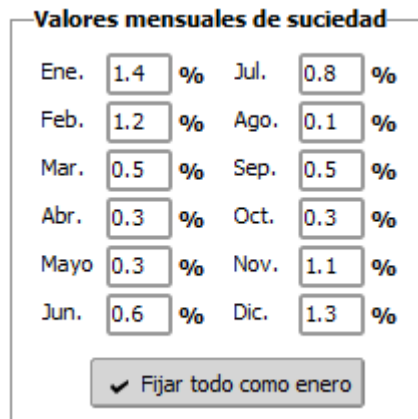 Valores mensuales de suciedad
Ene. 1.4 % Jul. 0.8 %
Feb. 1.2 % Ago. 0.1 %
Mar. 0.5 % Sep. 0.5 %
Abr. 0.3 % Oct. 0.3 %
Mayo 0.3 % Nov. 1.1 %
Jun. 0.6 % Dic. 1.3 %
Fijar todo como enero